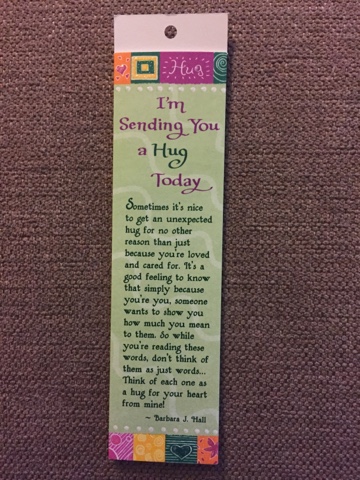 Hug
I'm
Sending You
a Hug
Today
Sometimes it's nice
to get an unexpected
hug for no other
reason than just
because you're loved
and cared for. It's a
good feeling to know
that simply because
you're you, someone
wants to show you
how much you mean
to them. So while
you're reading these
words, don't think of
them as just words...
Think of each one as
a hug for your heart
from mine!
~ Barbara J. Hall